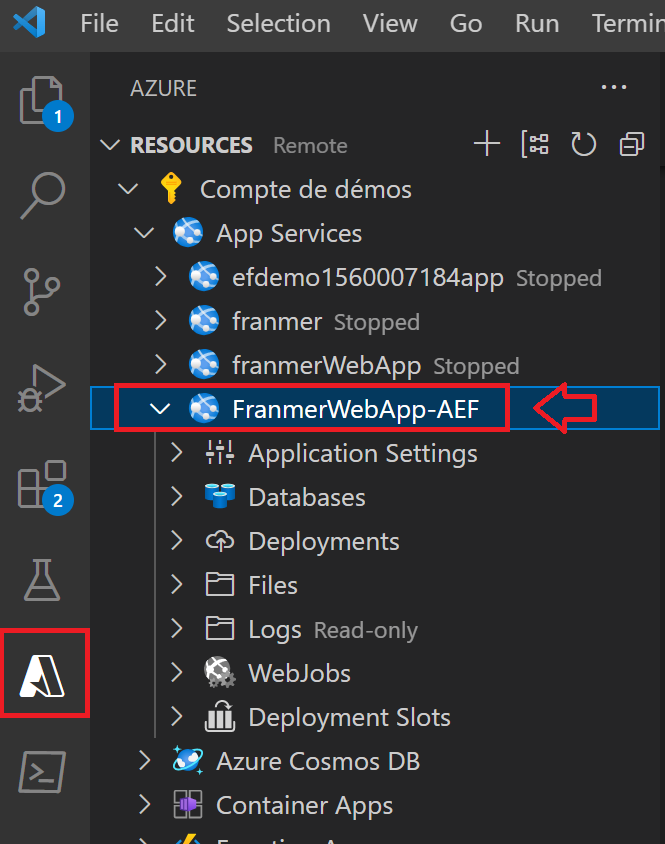 File Edit Selection View Go Run Termin
AZURE
RESOURCES Remote
1
Compte de démos
App Services
efdemo1560007184app Stopped
franmer Stopped
franmerWebApp Stopped
FranmerWebApp-AEF
Application Settings
2
Databases
Deployments
Files
Logs Read-only
WebJobs
Deployment Slots
Azure Cosmos DB
Container Apps